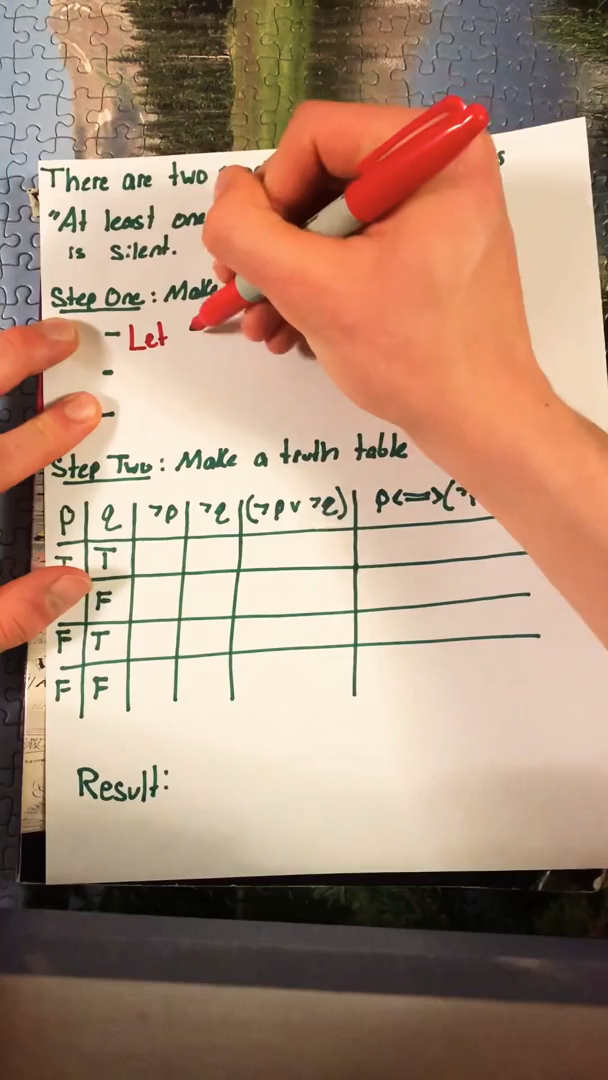 There are two
"At least one
is silent.
Step One: Make
- Let
-
-
Step Two: Make a truth table
p q ¬p ¬q (¬p v ¬q) p<=>(¬
T T
F
F T
F F
Result: